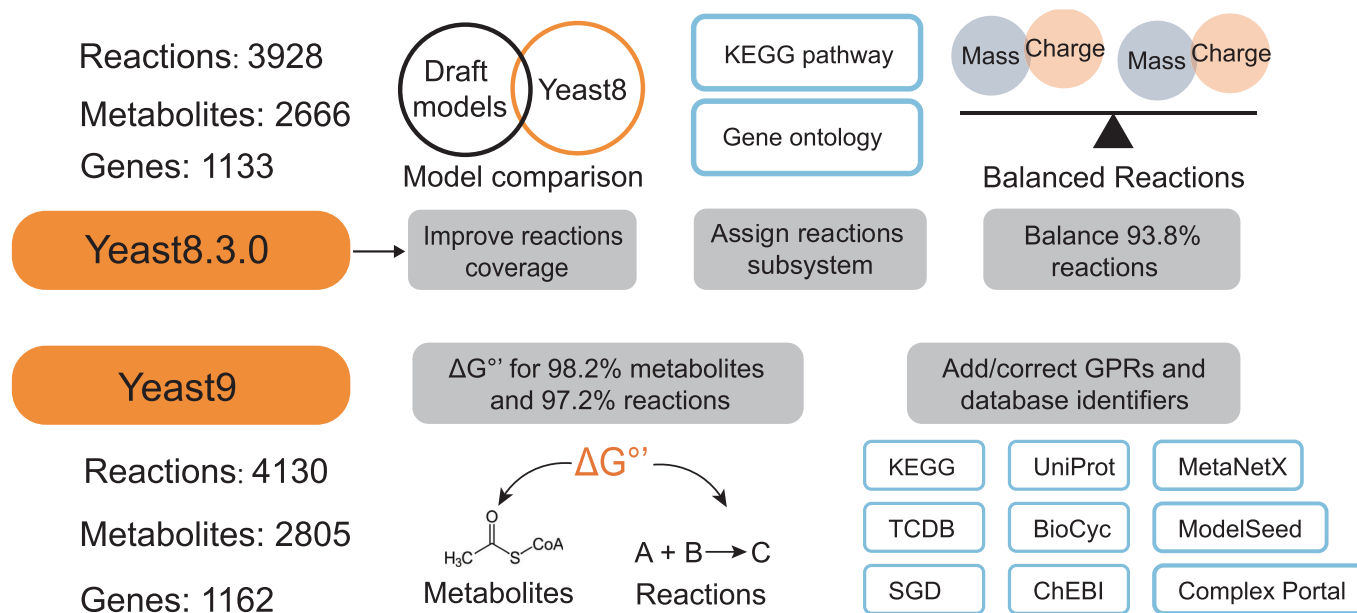 Reactions: 3928
Metabolites: 2666
Genes: 1133
Yeast8.3.0
Draft
models
Yeast8
Model comparison
Improve reactions
coverage
KEGG pathway
Gene ontology
Assign reactions
subsystem
Mass
Charge
Mass
Charge
Balanced Reactions
Balance 93.8%
reactions
Yeast9
Reactions: 4130
Metabolites: 2805
Genes: 1162
ΔG°’ for 98.2% metabolites
and 97.2% reactions
ΔG°’
O
H₃C
S
CoA
Metabolites
A + B → C
Reactions
Add/correct GPRs and
database identifiers
KEGG
UniProt
MetaNetX
TCDB
BioCyc
ModelSeed
SGD
ChEBI
Complex Portal